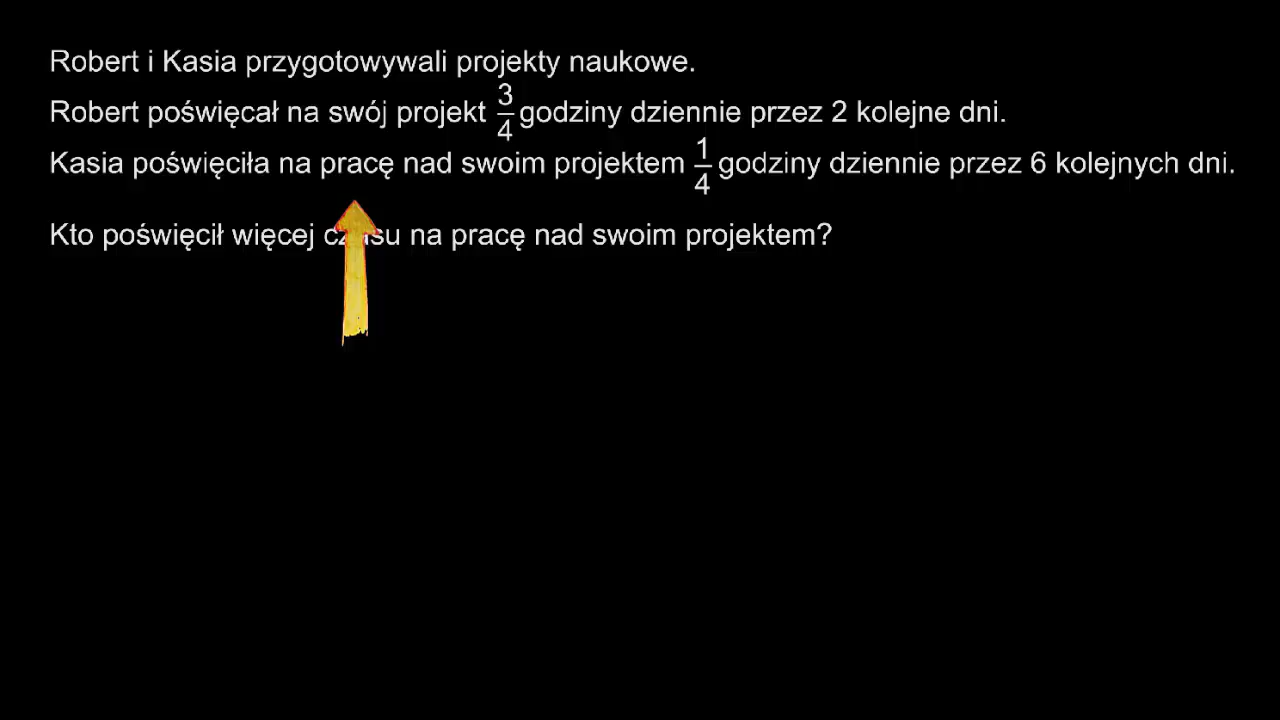 Robert i Kasia przygotowywali projekty naukowe.
Robert poświęcał na swój projekt 3/4 godziny dziennie przez 2 kolejne dni.
Kasia poświęciła na pracę nad swoim projektem 1/4 godziny dziennie przez 6 kolejnych dni.
Kto poświęcił więcej czasu na pracę nad swoim projektem?